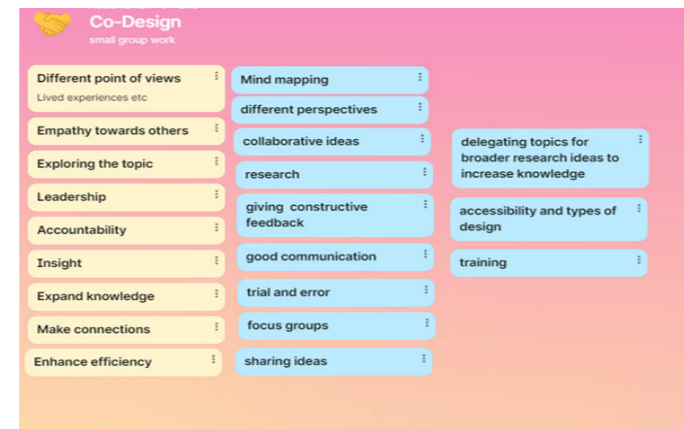 Co-Design
small group work
Different point of views
Lived experiences etc
Empathy towards others
Exploring the topic
Leadership
Accountability
Insight
Expand knowledge
Make connections
Enhance efficiency
Mind mapping
different perspectives
collaborative ideas
research
giving constructive
feedback
good communication
trial and error
focus groups
sharing ideas
delegating topics for
broader research ideas to
increase knowledge
accessibility and types of
design
training